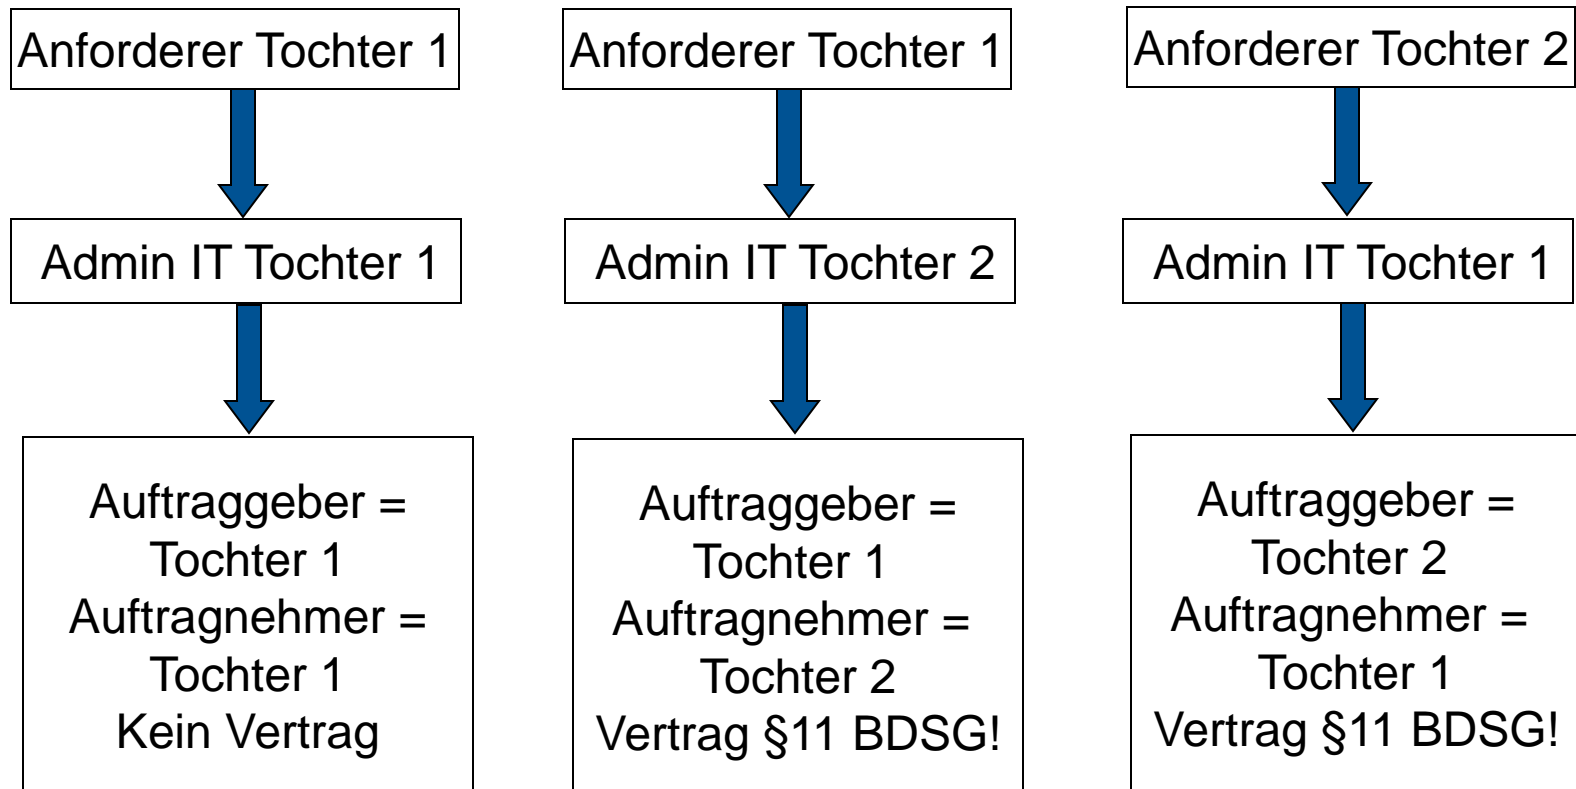 Anforderer Tochter 1
Admin IT Tochter 1
Auftraggeber =
Tochter 1
Auftragnehmer =
Tochter 1
Kein Vertrag
Anforderer Tochter 1
Admin IT Tochter 2
Auftraggeber =
Tochter 1
Auftragnehmer =
Tochter 2
Vertrag §11 BDSG!
Anforderer Tochter 2
Admin IT Tochter 1
Auftraggeber =
Tochter 2
Auftragnehmer =
Tochter 1
Vertrag §11 BDSG!